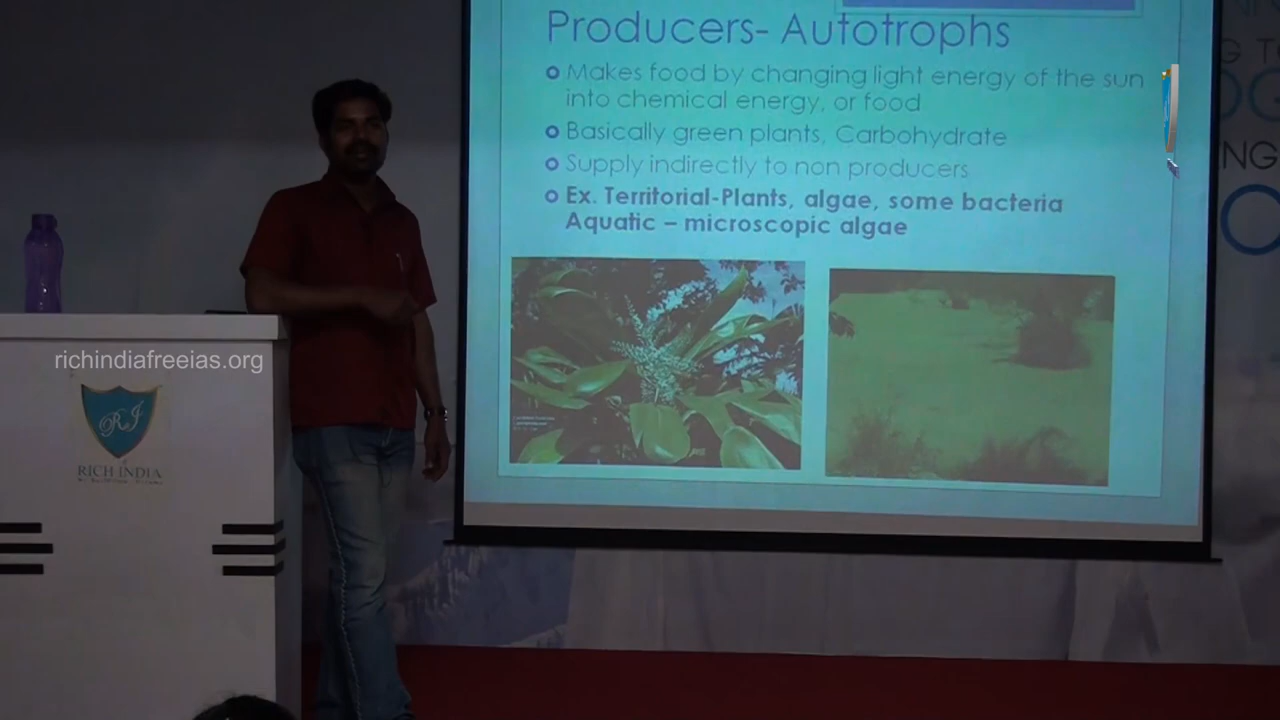 Producers- Autotrophs
Makes food by changing light energy of the sun
into chemical energy, or food
Basically green plants, Carbohydrate
Supply indirectly to non producers
Ex. Territorial-Plants, algae, some bacteria
Aquatic – microscopic algae
richindiafreeias.org
RI
RICH INDIA